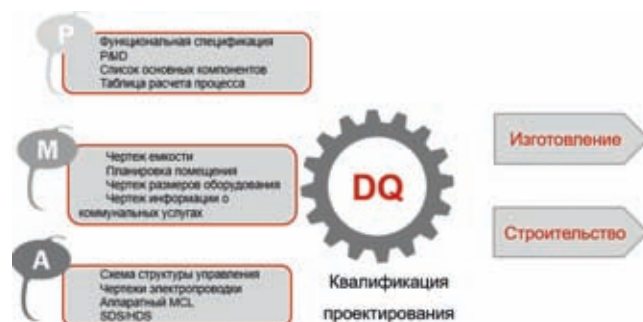 P
Функциональная спецификация
P&ID
Список основных компонентов
Таблица расчета процесса
M
Чертеж емкости
Планировка помещения
Чертеж размеров оборудования
Чертеж информации о
коммунальных услугах
A
Схема структуры управления
Чертежи электропроводки
Аппаратный MCL
SDS/HDS
DQ
Квалификация
проектирования
Изготовление
Строительство